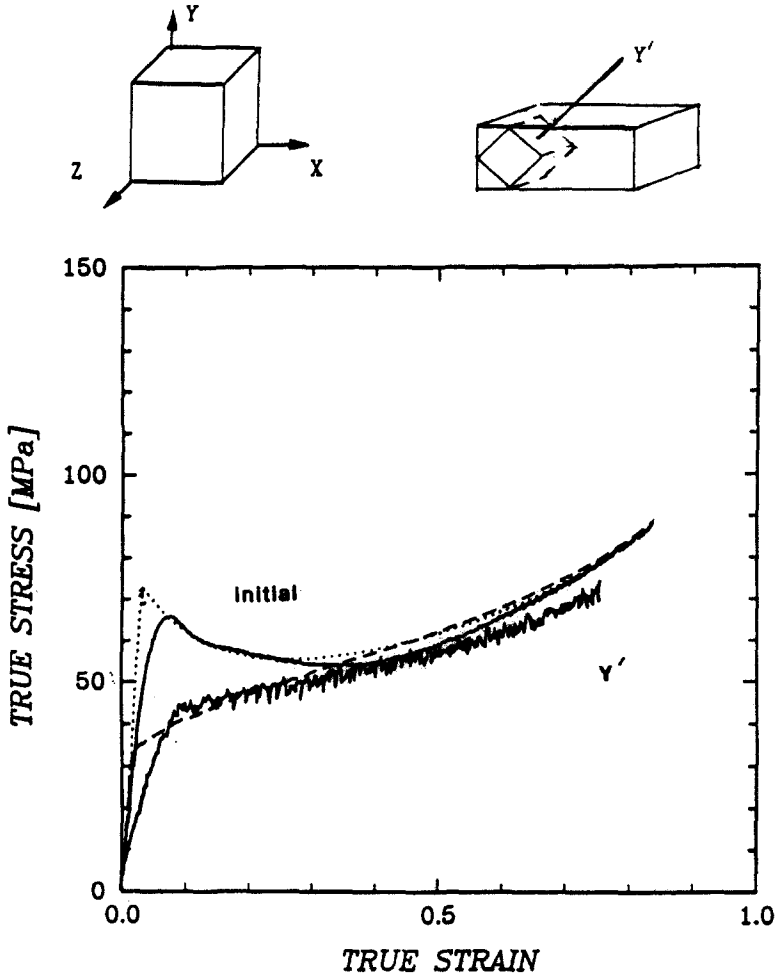 Y
Z
X
Y′
150
100
50
0
0.0
0.5
1.0
Initial
Y′
TRUE STRESS [MPa]
TRUE STRAIN